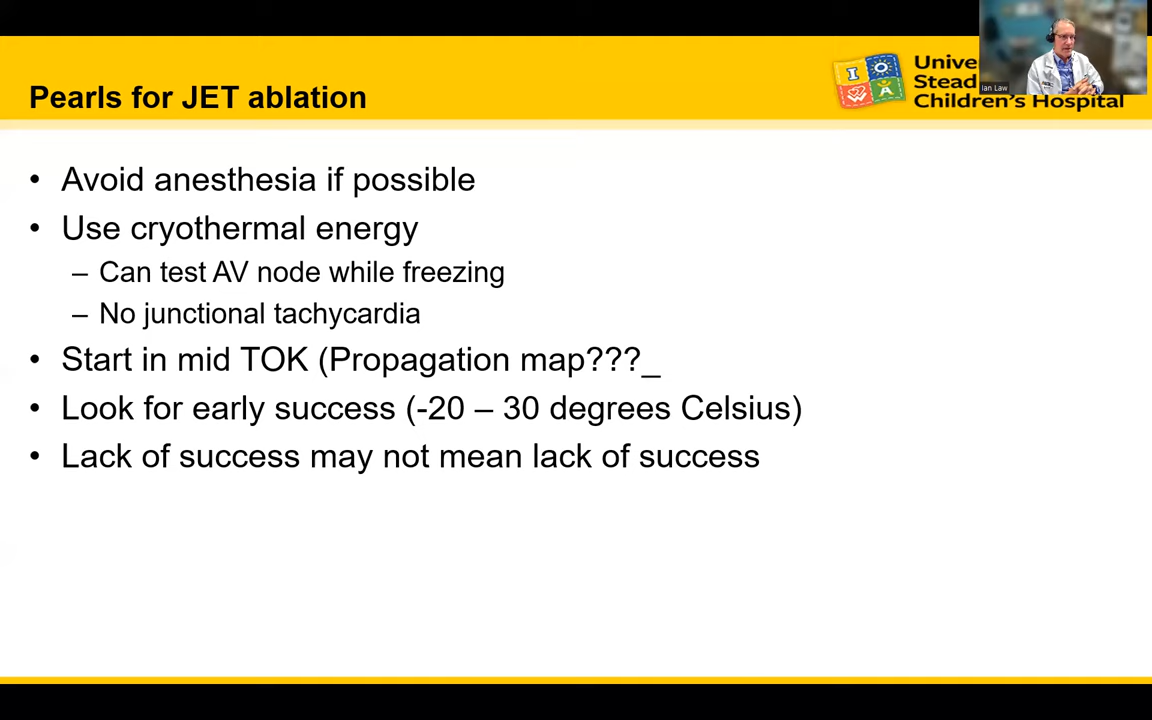 Pearls for JET ablation
Unive
Stead
Children's Hospital
I
W
A
Ian Law
• Avoid anesthesia if possible
• Use cryothermal energy
– Can test AV node while freezing
– No junctional tachycardia
• Start in mid TOK (Propagation map???_
• Look for early success (-20 – 30 degrees Celsius)
• Lack of success may not mean lack of success